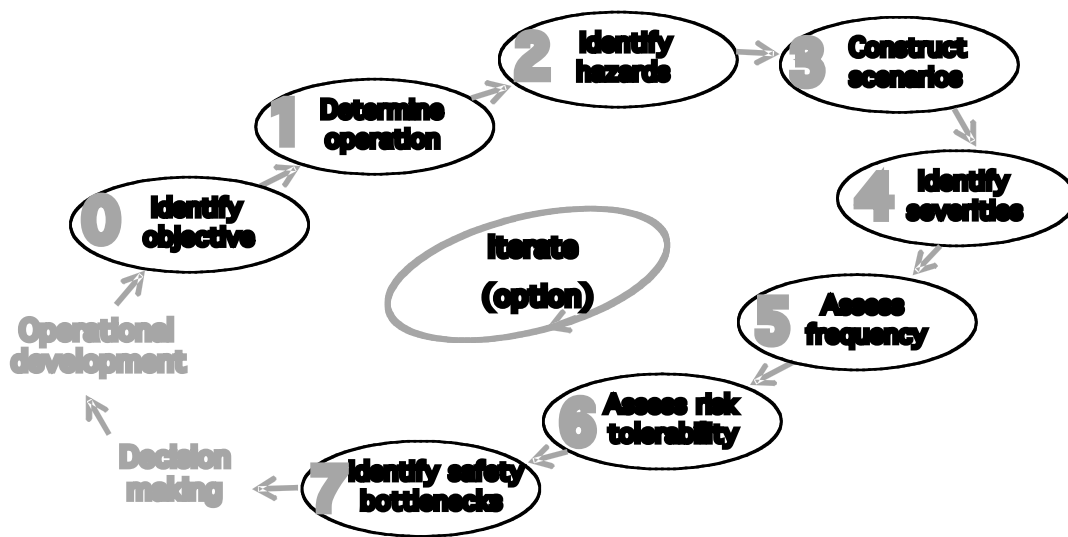 0 Identify
objective
1 Determine
operation
2 Identify
hazards
3 Construct
scenarios
4 Identify
severities
5 Assess
frequency
6 Assess risk
tolerability
7 Identify safety
bottlenecks
Decision
making
Operational
development
Iterate
(option)